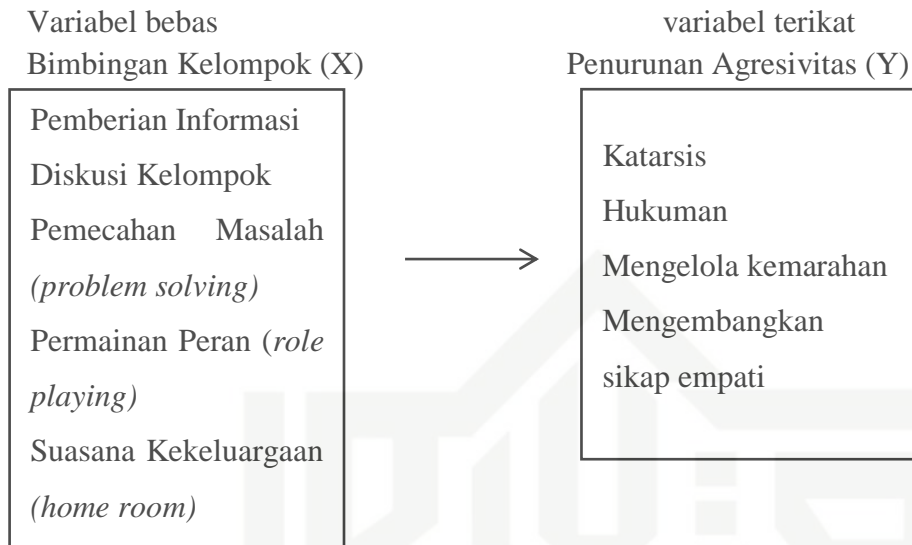 Variabel bebas
Bimbingan Kelompok (X)
Pemberian Informasi
Diskusi Kelompok
Pemecahan Masalah
(problem solving)
Permainan Peran (role
playing)
Suasana Kekeluargaan
(home room)
variabel terikat
Penurunan Agresivitas (Y)
Katarsis
Hukuman
Mengelola kemarahan
Mengembangkan
sikap empati